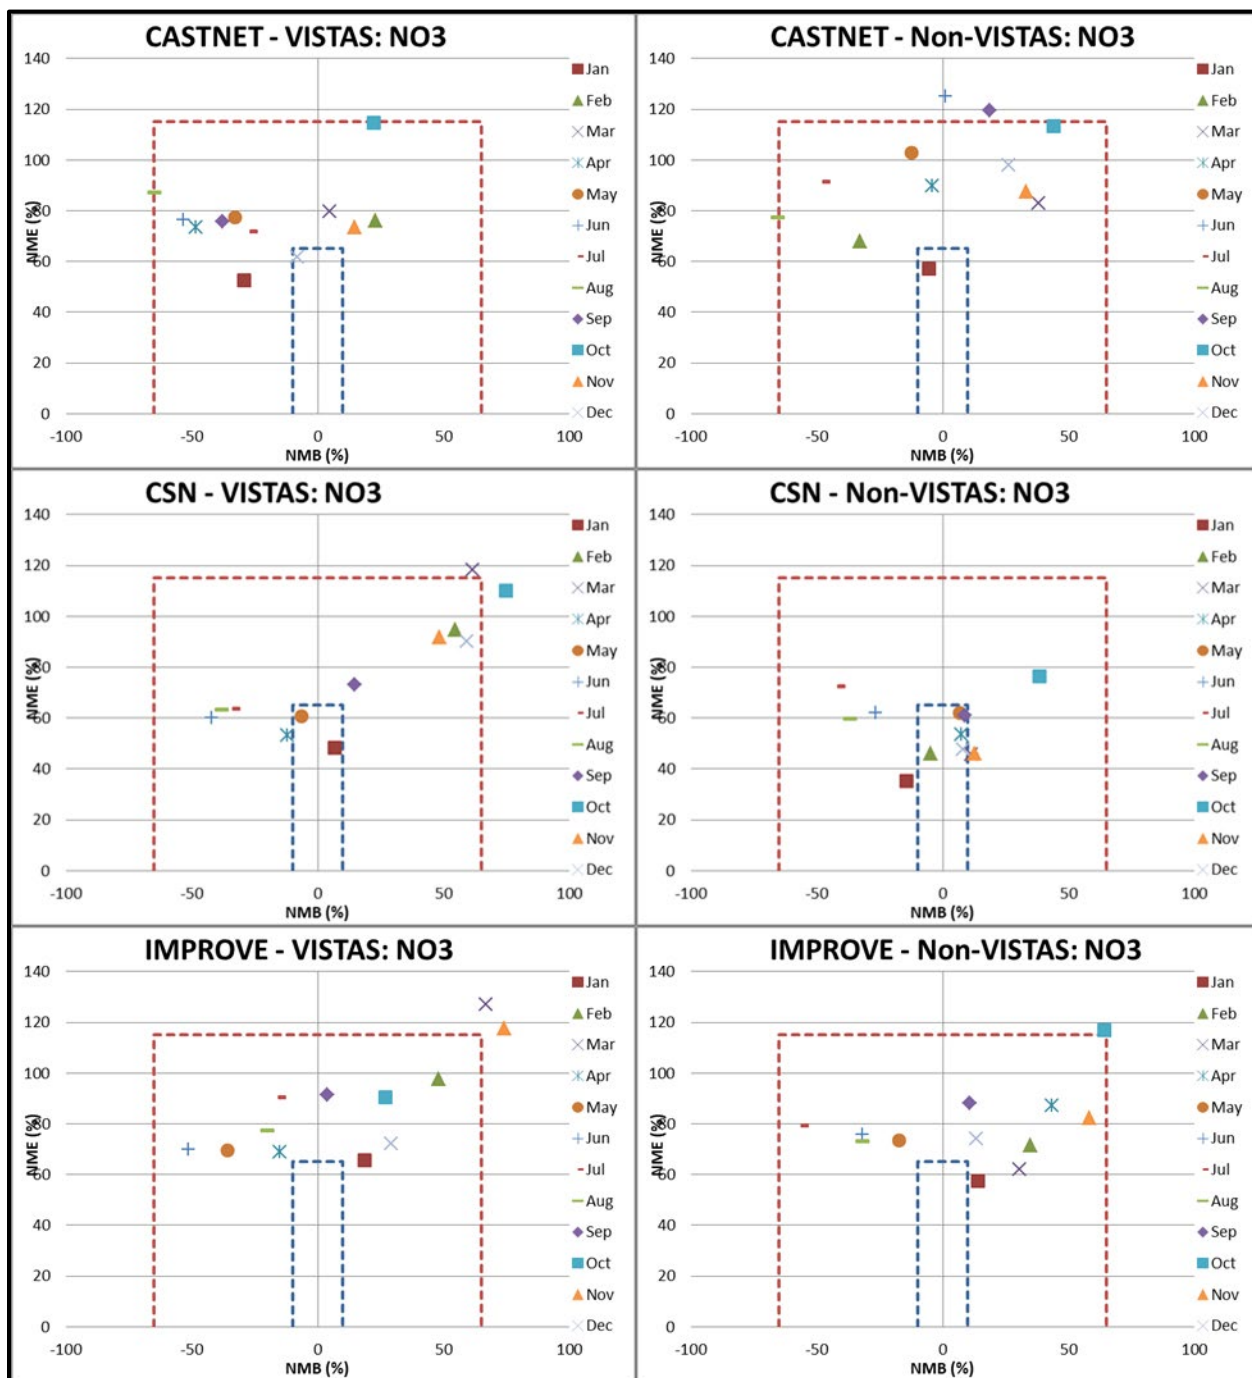 CASTNET - VISTAS: NO3
140
120
100
80
60
40
20
0
-100
-50
0
50
100
NME (%)
NMB (%)
Jan
Feb
Mar
Apr
May
Jun
Jul
Aug
Sep
Oct
Nov
Dec
CASTNET - Non-VISTAS: NO3
140
120
100
80
60
40
20
0
-100
-50
0
50
100
NME (%)
NMB (%)
Jan
Feb
Mar
Apr
May
Jun
Jul
Aug
Sep
Oct
Nov
Dec
CSN - VISTAS: NO3
140
120
100
80
60
40
20
0
-100
-50
0
50
100
NME (%)
NMB (%)
Jan
Feb
Mar
Apr
May
Jun
Jul
Aug
Sep
Oct
Nov
Dec
CSN - Non-VISTAS: NO3
140
120
100
80
60
40
20
0
-100
-50
0
50
100
NME (%)
NMB (%)
Jan
Feb
Mar
Apr
May
Jun
Jul
Aug
Sep
Oct
Nov
Dec
IMPROVE - VISTAS: NO3
140
120
100
80
60
40
20
0
-100
-50
0
50
100
NME (%)
NMB (%)
Jan
Feb
Mar
Apr
May
Jun
Jul
Aug
Sep
Oct
Nov
Dec
IMPROVE - Non-VISTAS: NO3
140
120
100
80
60
40
20
0
-100
-50
0
50
100
NME (%)
NMB (%)
Jan
Feb
Mar
Apr
May
Jun
Jul
Aug
Sep
Oct
Nov
Dec